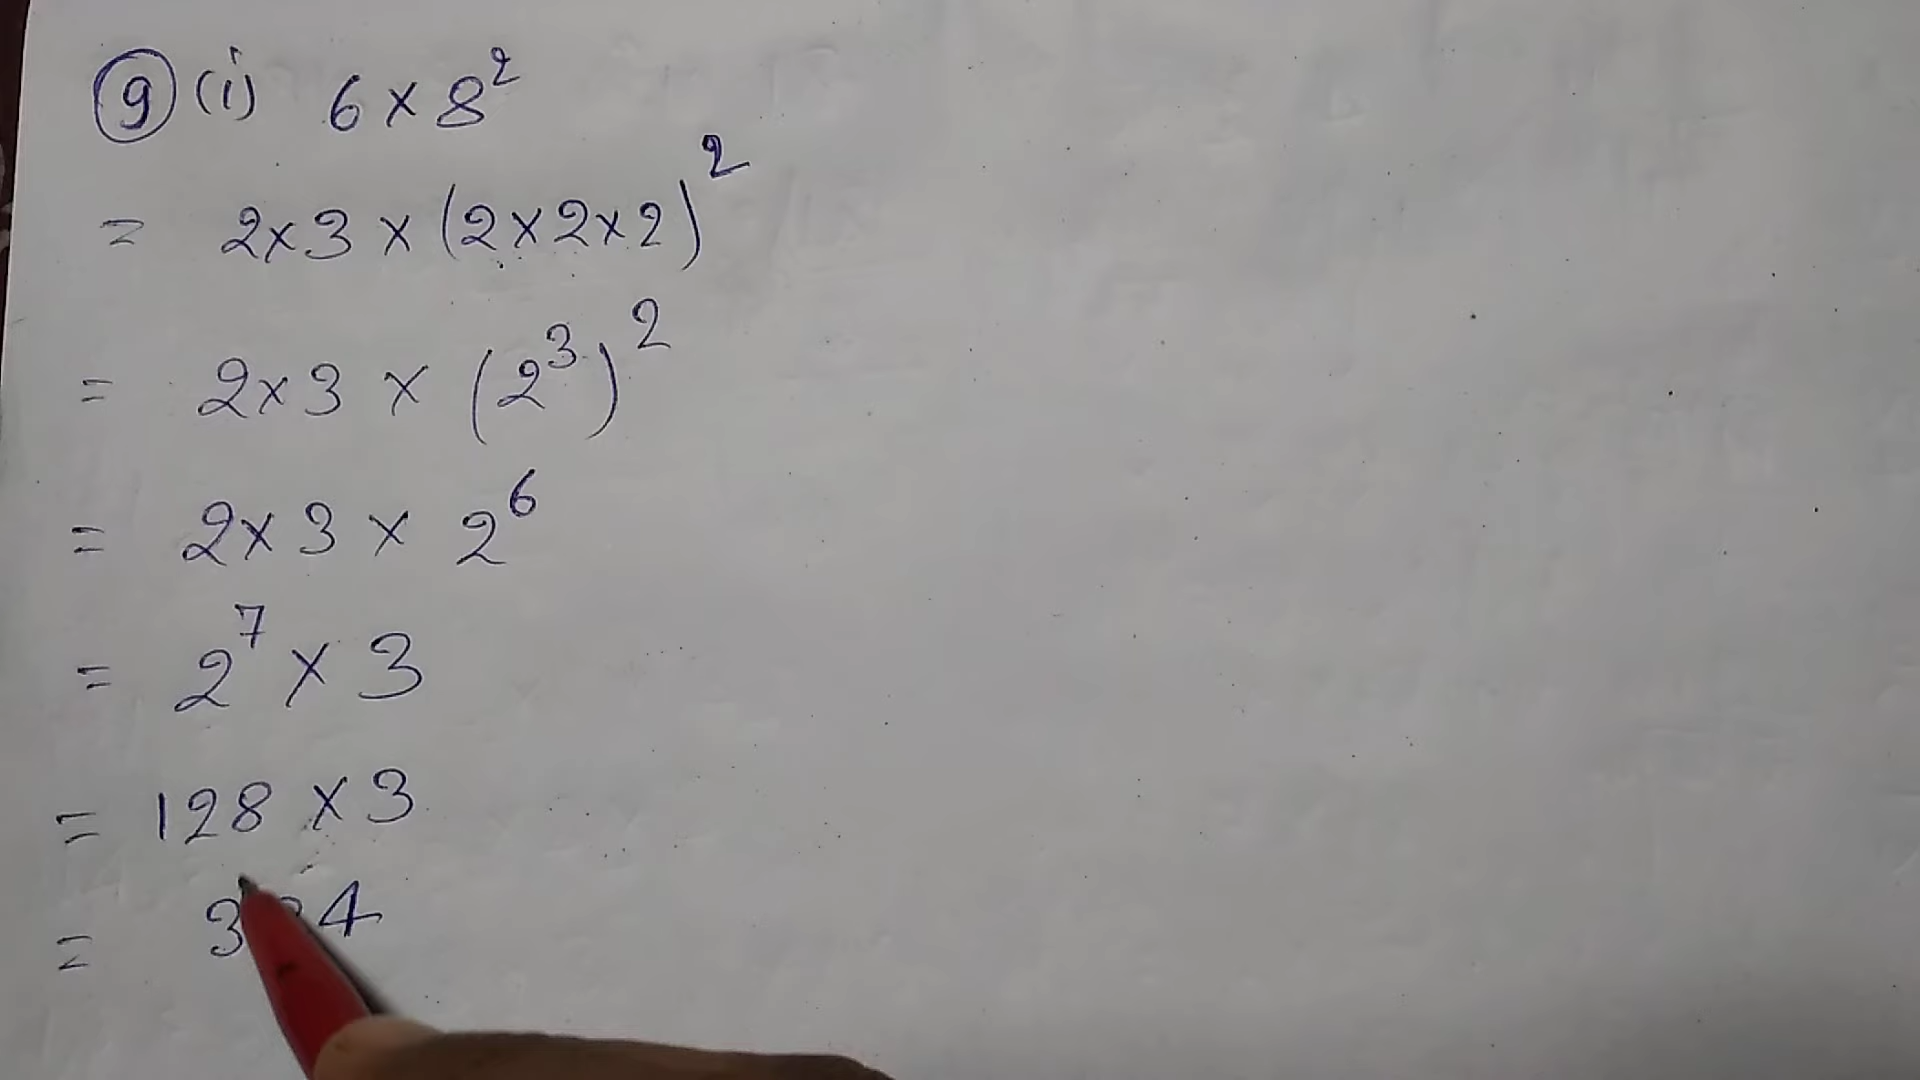 9 (i) 6 × 8²
= 2×3 × (2×2×2)²
= 2×3 × (2³)²
= 2×3 × 2⁶
= 2⁷ × 3
= 128 × 3
=